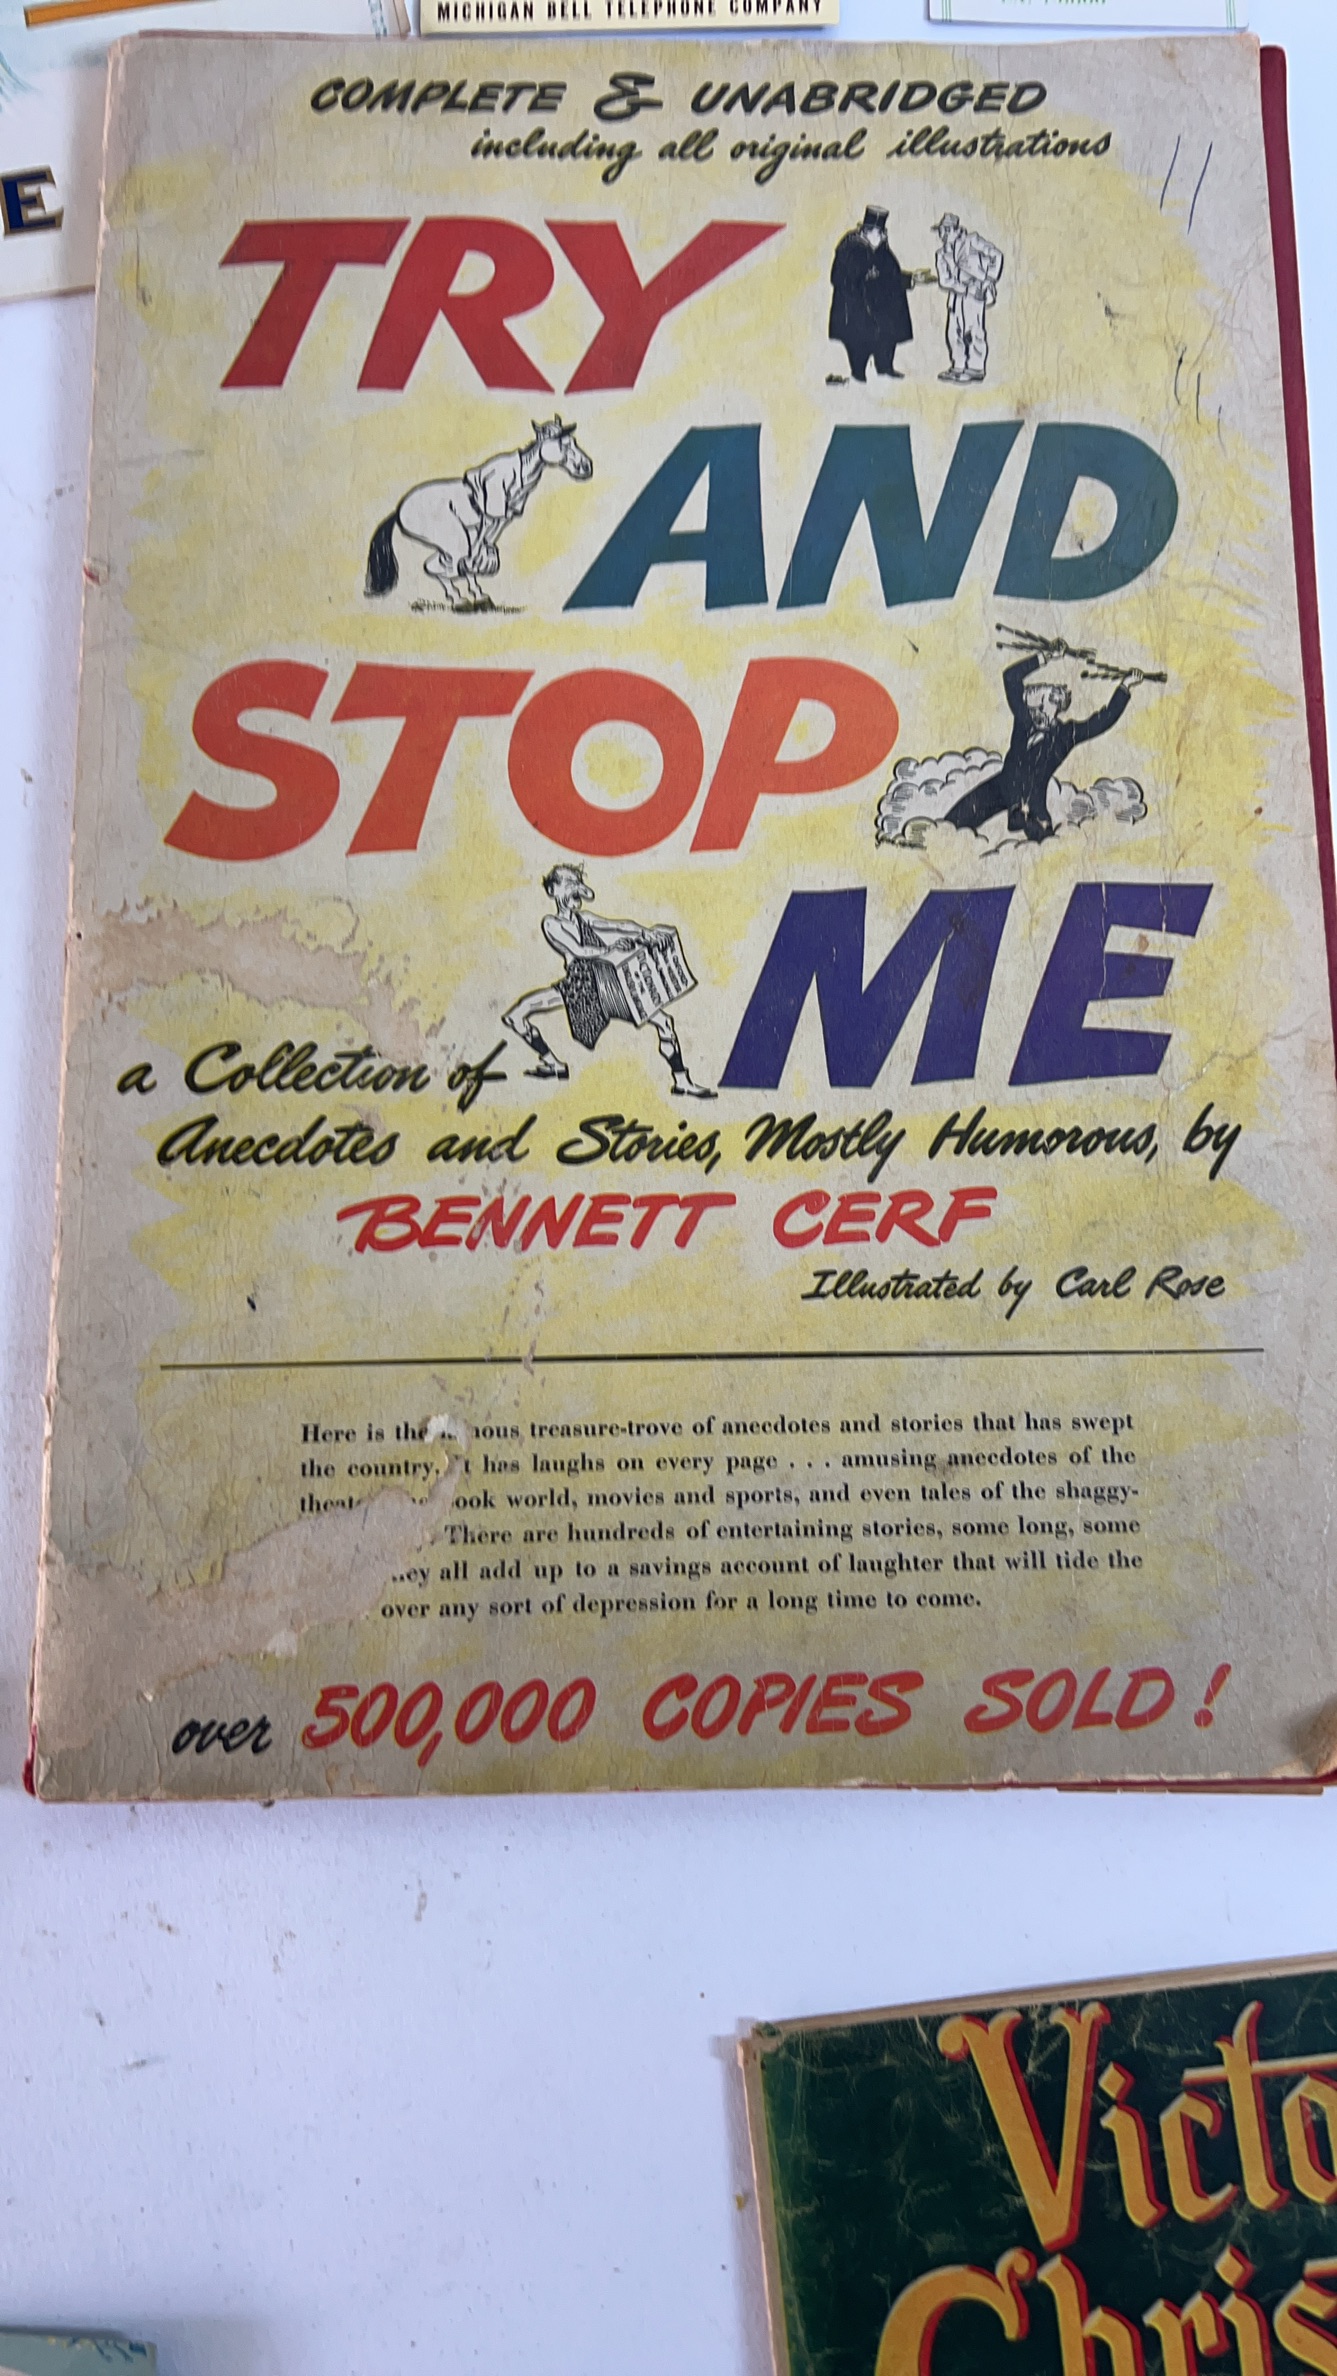 MICHIGAN BELL TELEPHONE COMPANY
E
COMPLETE & UNABRIDGED
including all original illustrations
TRY
AND
STOP
ME
a Collection of
Anecdotes and Stories, Mostly Humorous, by
BENNETT CERF
Illustrated by Carl Rose
Here is the treasure-trove of anecdotes and stories that has swept
the country. has laughs on every page . . . amusing anecdotes of the
world, movies and sports, and even tales of the shaggy-
There are hundreds of entertaining stories, some long, some
all add up to a savings account of laughter that will tide the
over any sort of depression for a long time to come.
over 500,000 COPIES SOLD!
Victo
Chris